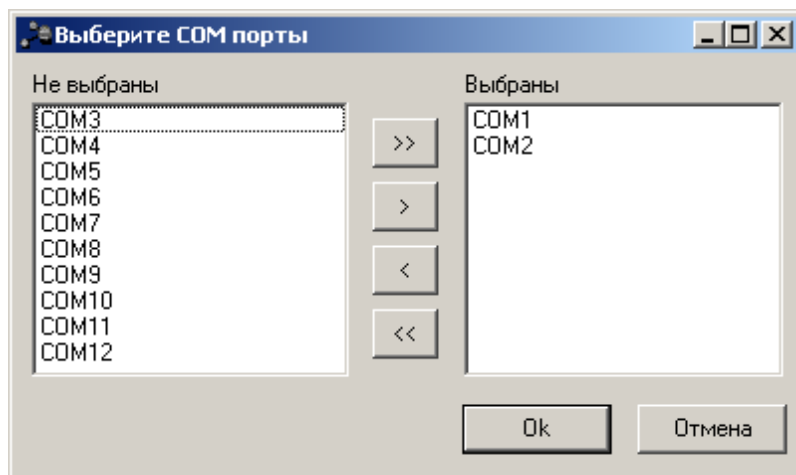 Выберите COM порты
Не выбраны
COM3
COM4
COM5
COM6
COM7
COM8
COM9
COM10
COM11
COM12
>>
>
<
<<
Выбраны
COM1
COM2
Ok
Отмена